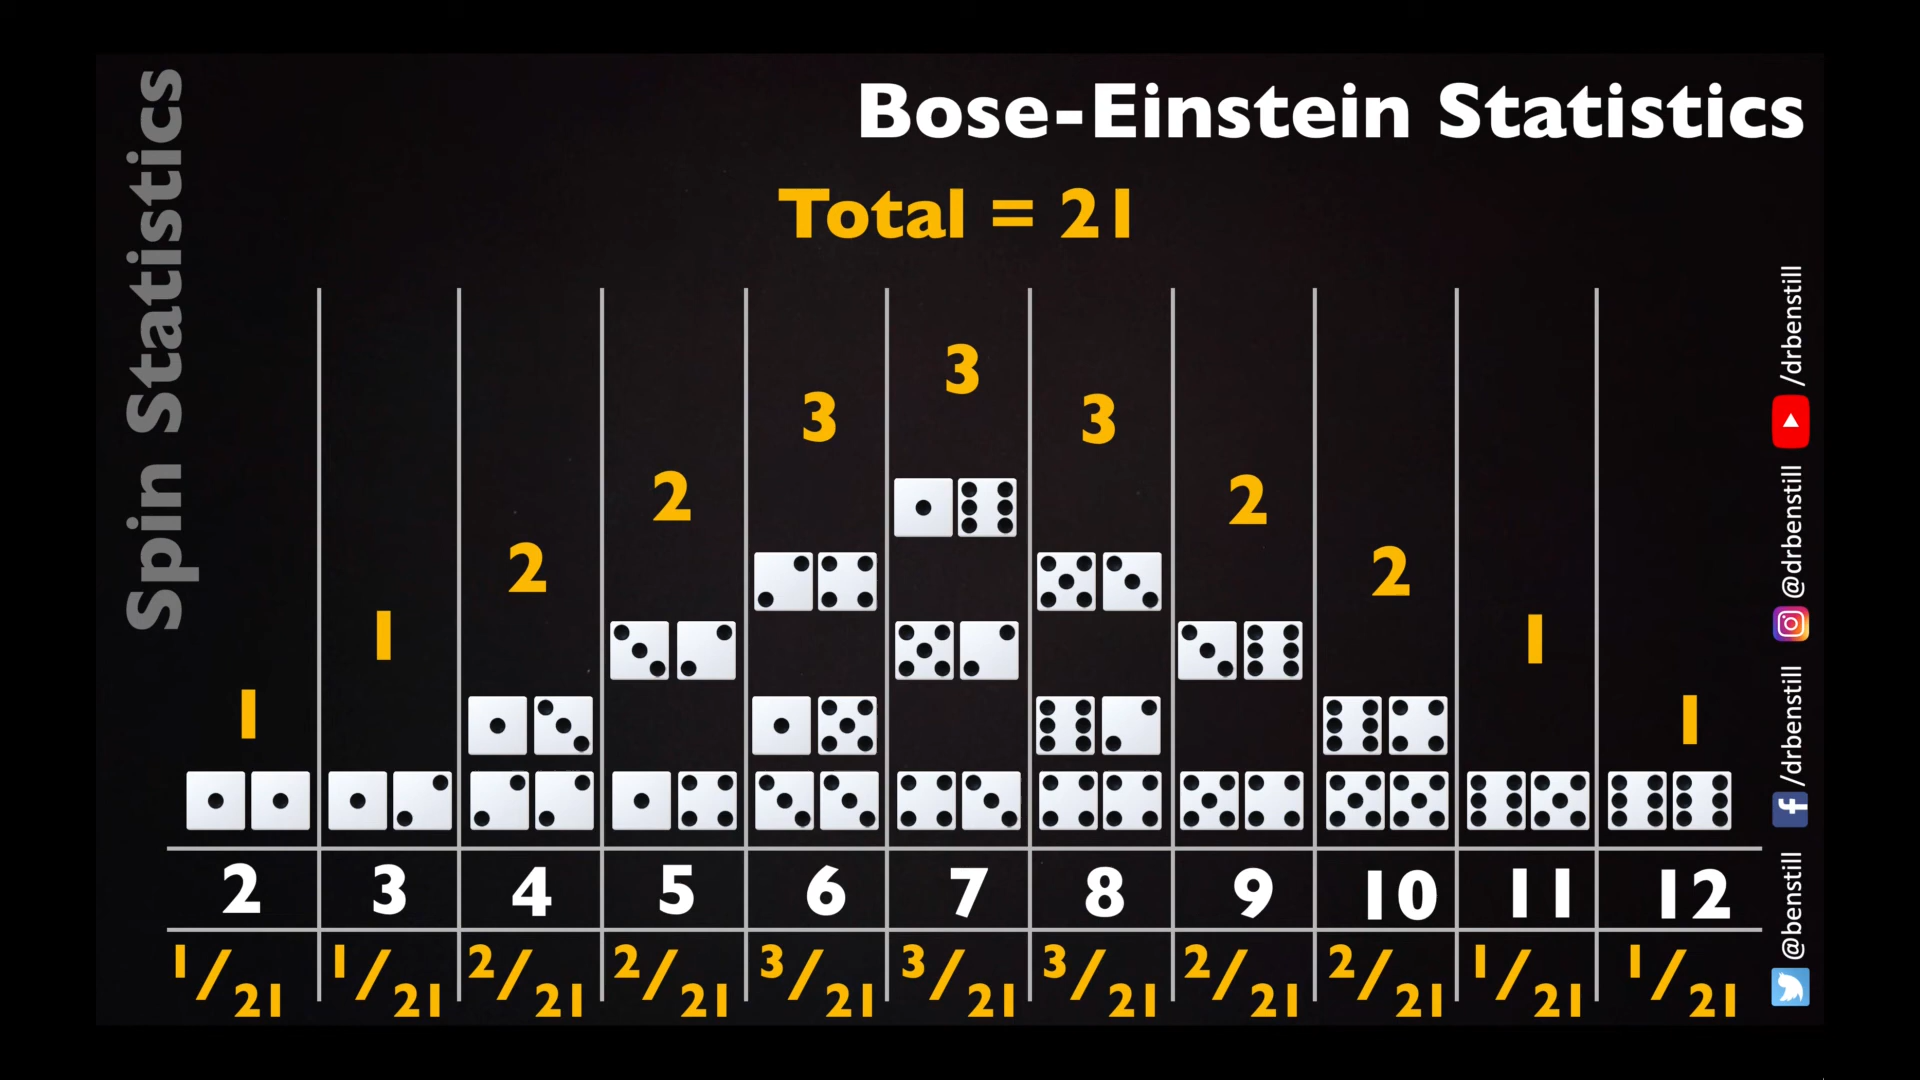 Spin Statistics
Bose-Einstein Statistics
Total = 21
1 1 2 2 3 3 3 2 2 1 1
2 3 4 5 6 7 8 9 10 11 12
1/21 1/21 2/21 2/21 3/21 3/21 3/21 2/21 2/21 1/21 1/21
/drbenstill
@drbenstill
/drbenstill
@benstill